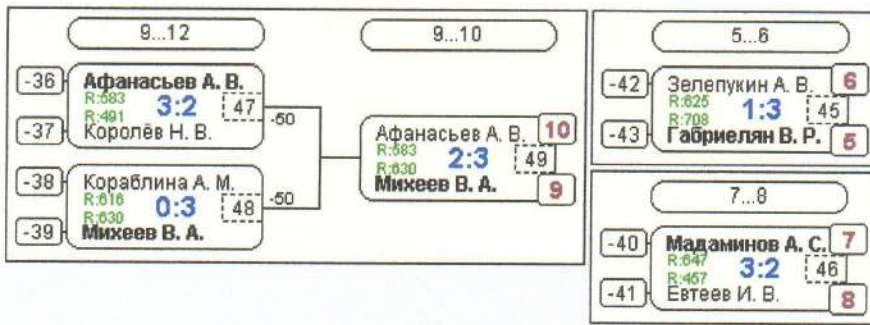 9...12
9...10
-36
Афанасьев А. В.
R:583
3:2
47
R:491
-37
Королёв Н. В.
-50
-38
Кораблина А. М.
R:616
0:3
48
R:630
-39
Михеев В. А.
-50
Афанасьев А. В.
10
R:583
2:3
49
R:630
Михеев В. А.
9
5...6
-42
Зелепукин А. В.
6
R:625
1:3
45
R:708
-43
Габриелян В. Р.
5
7...8
-40
Мадаминов А. С.
7
R:647
3:2
46
R:457
-41
Евтеев И. В.
8